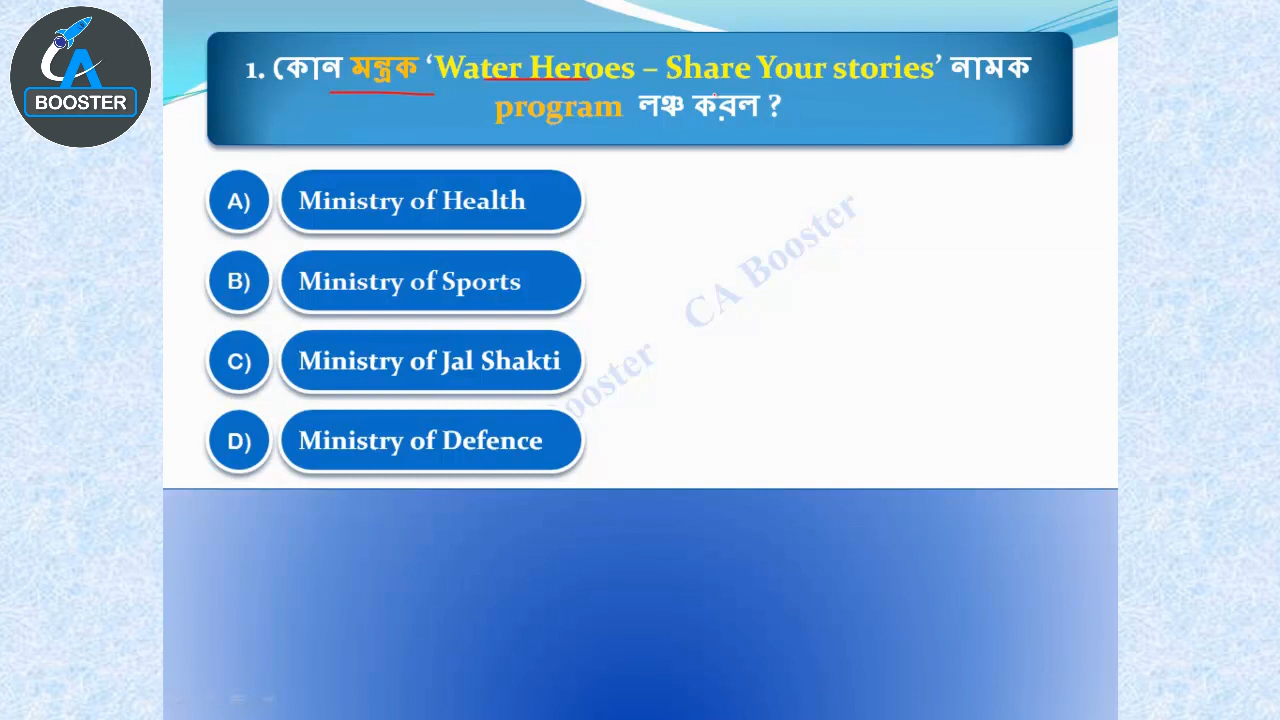 CA
BOOSTER
1. কোন মন্ত্রক ‘Water Heroes – Share Your stories’ নামক
program লঞ্চ করল ?
A) Ministry of Health
B) Ministry of Sports
C) Ministry of Jal Shakti
D) Ministry of Defence
CA Booster
Booster